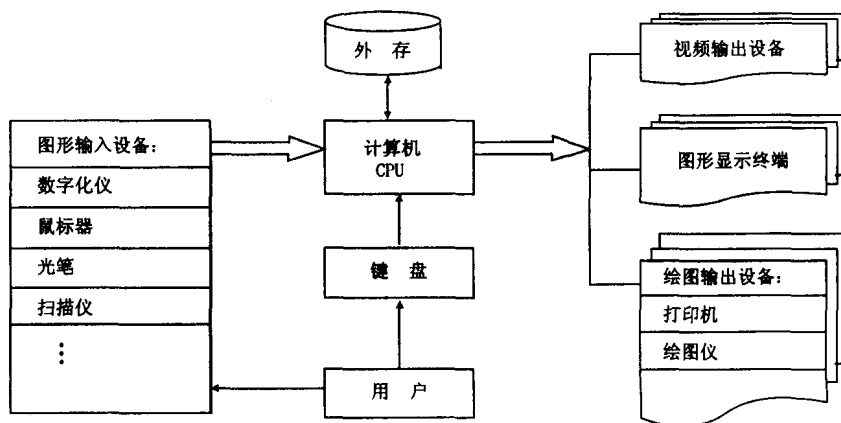 外 存
视频输出设备
图形输入设备：
计算机
CPU
图形显示终端
数字化仪
鼠标器
光笔
键 盘
扫描仪
绘图输出设备：
打印机
绘图仪
⋮
用 户